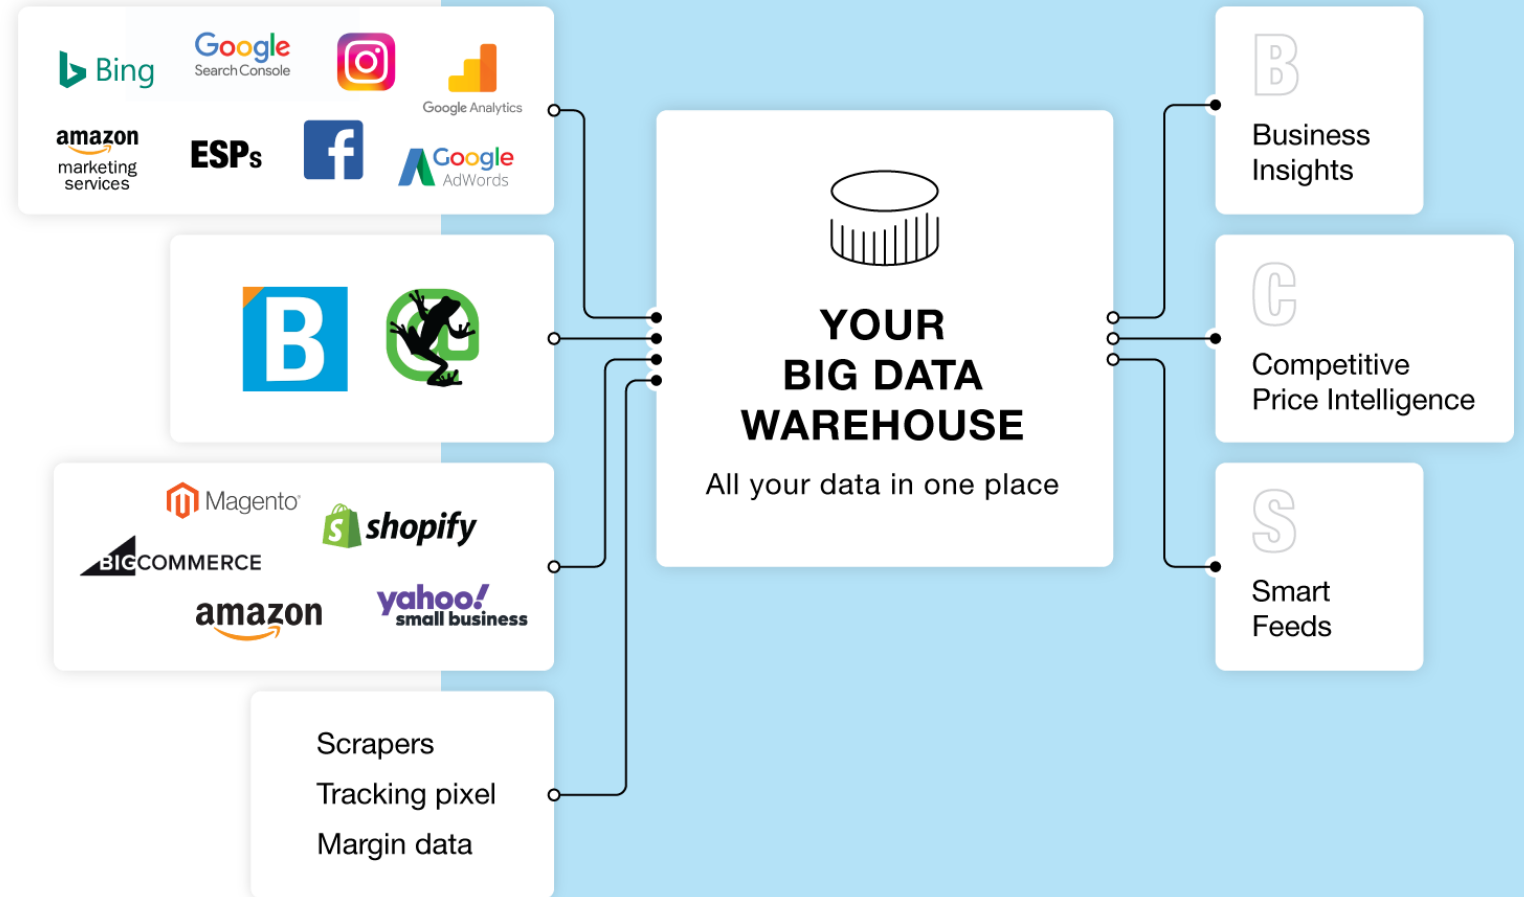 Bing
Google
Search Console
Google Analytics
amazon
marketing
services
ESPs
f
Google
AdWords
B
Magento
shopify
S
BIGCOMMERCE
amazon
yahoo!
small business
Scrapers
Tracking pixel
Margin data
YOUR
BIG DATA
WAREHOUSE
All your data in one place
B
Business
Insights
C
Competitive
Price Intelligence
S
Smart
Feeds